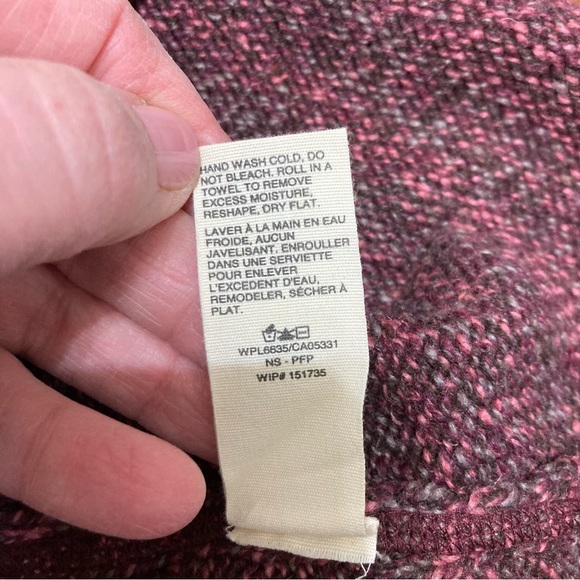 HAND WASH COLD, DO
NOT BLEACH. ROLL IN A
TOWEL TO REMOVE
EXCESS MOISTURE,
RESHAPE, DRY FLAT.
LAVER À LA MAIN EN EAU
FROIDE, AUCUN
JAVELISANT. ENROULLER
DANS UNE SERVIETTE
POUR ENLEVER
L'EXCEDENT D'EAU,
REMODELER, SÉCHER À
PLAT.
WPL6635/CA05331
NS - PFP
WIP# 151735